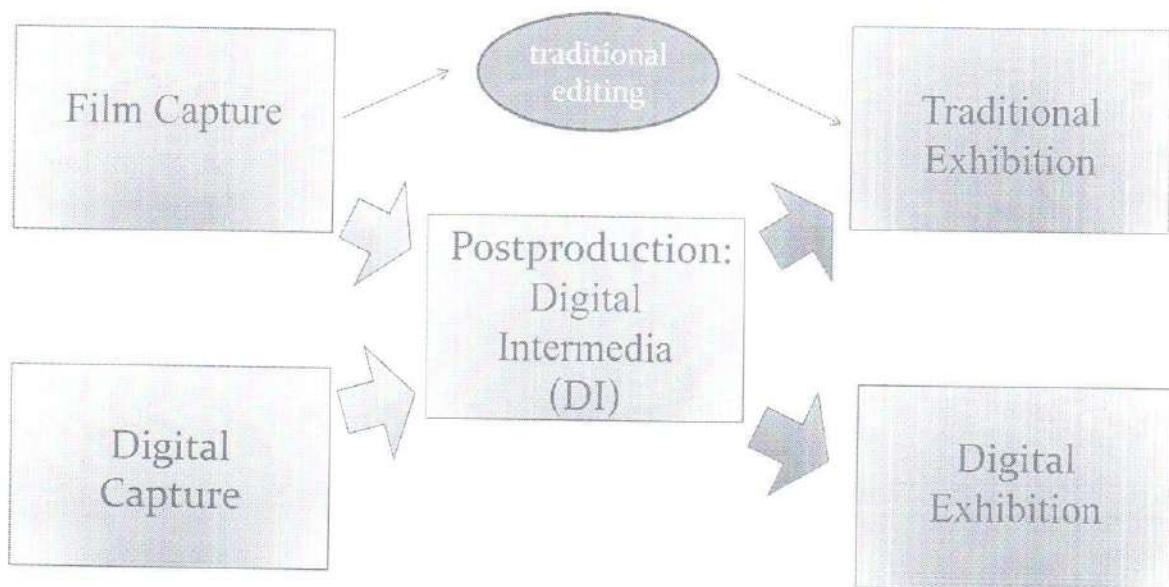 Film Capture
traditional
editing
Traditional
Exhibition
Postproduction:
Digital
Intermedia
(DI)
Digital
Capture
Digital
Exhibition